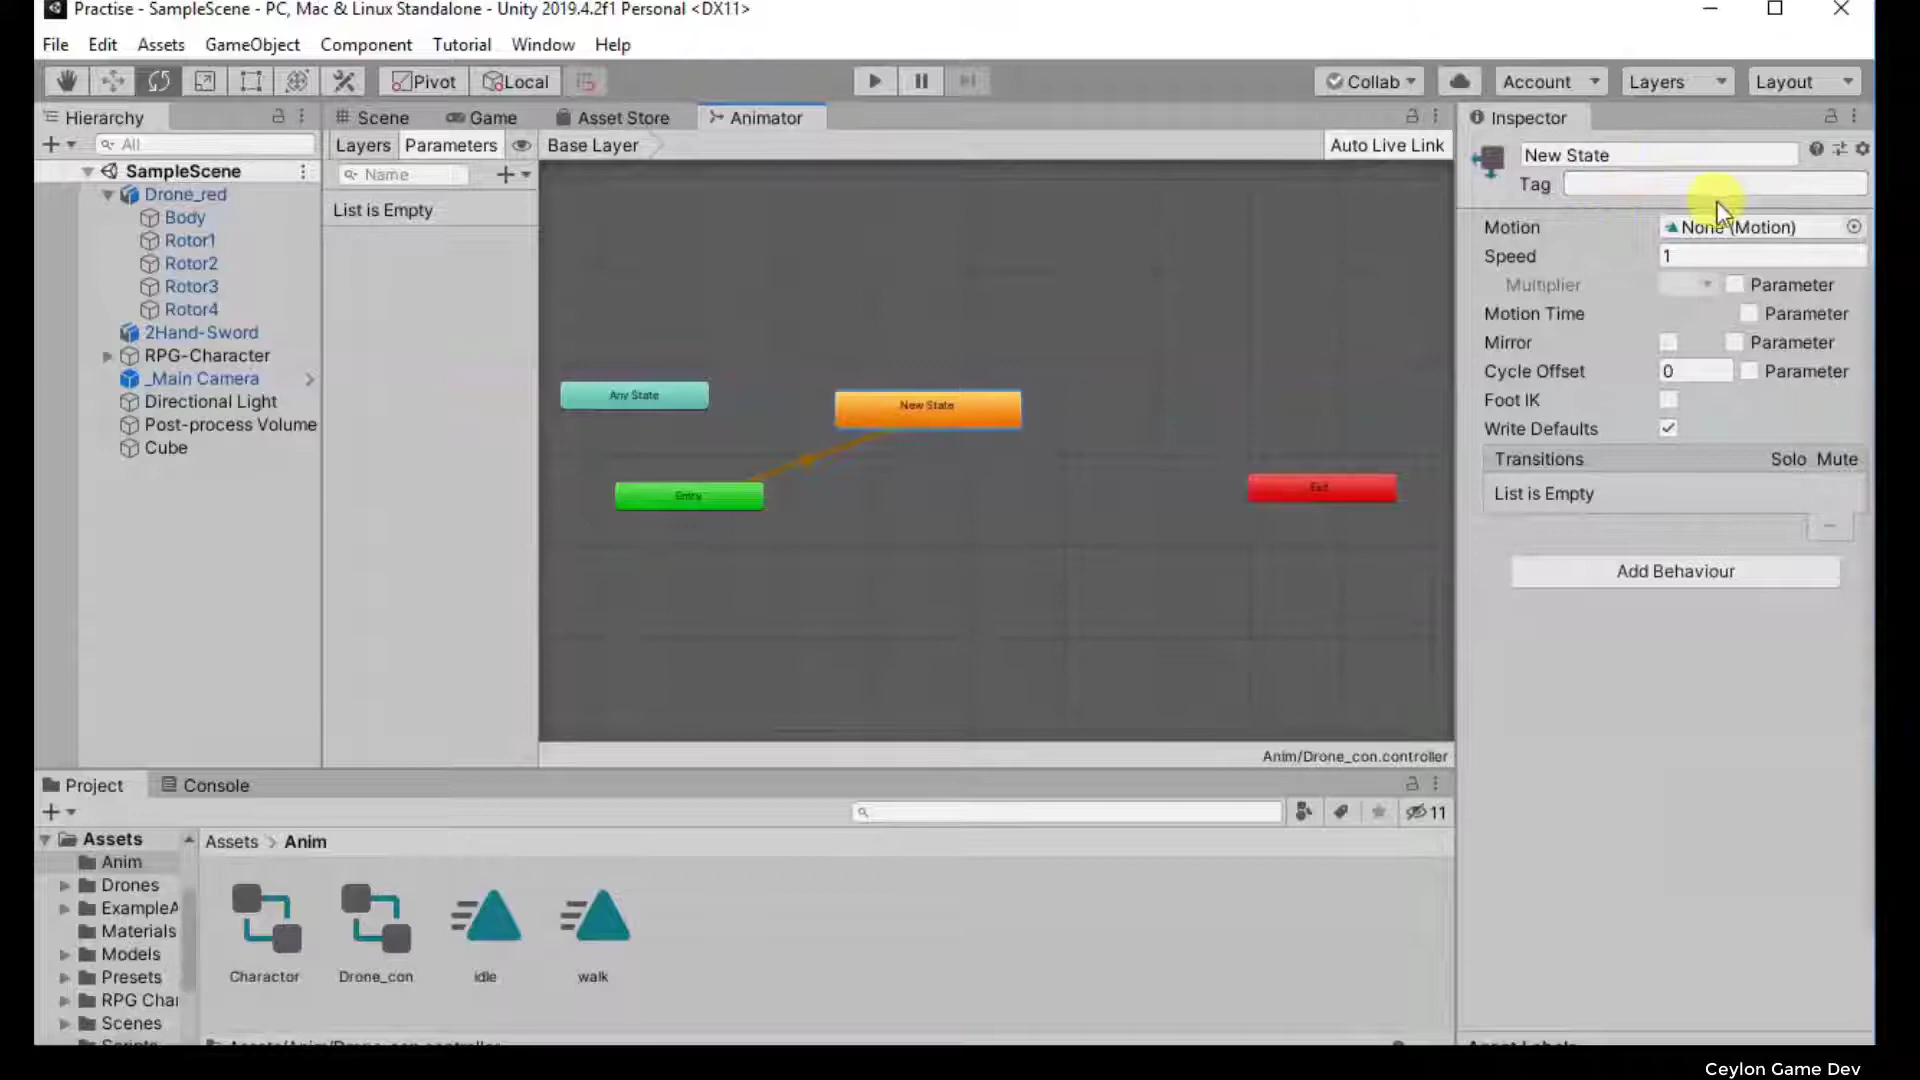 Practise - SampleScene - PC, Mac & Linux Standalone - Unity 2019.4.2f1 Personal <DX11>
File Edit Assets GameObject Component Tutorial Window Help
Pivot Local Collab Account Layers Layout
Hierarchy
All
SampleScene
Drone_red
Body
Rotor1
Rotor2
Rotor3
Rotor4
2Hand-Sword
RPG-Character
_Main Camera
Directional Light
Post-process Volume
Cube
Scene Game Asset Store Animator
Layers Parameters Base Layer Auto Live Link
Name
List is Empty
Any State
New State
Entry
Exit
Anim/Drone_con.controller
Inspector
New State
Tag
Motion None (Motion)
Speed 1
Multiplier Parameter
Motion Time Parameter
Mirror Parameter
Cycle Offset 0 Parameter
Foot IK
Write Defaults
Transitions Solo Mute
List is Empty
Add Behaviour
Project Console
11
Assets
Anim
Drones
ExampleA
Materials
Models
Presets
RPG Char
Scenes
Assets > Anim
Charactor Drone_con idle walk
Ceylon Game Dev